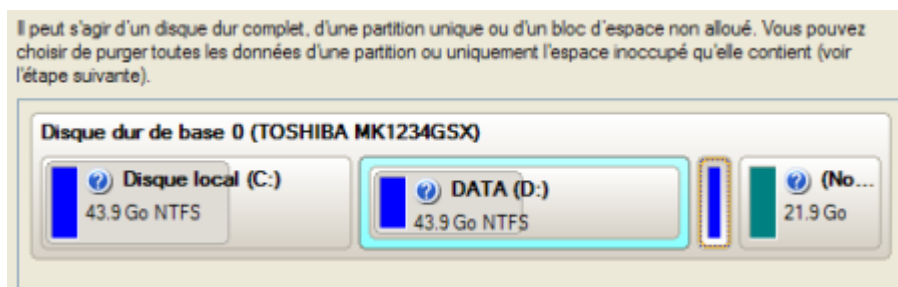 Il peut s'agir d'un disque dur complet, d'une partition unique ou d'un bloc d'espace non alloué. Vous pouvez
choisir de purger toutes les données d'une partition ou uniquement l'espace inoccupé qu'elle contient (voir
l'étape suivante).
Disque dur de base 0 (TOSHIBA MK1234GSX)
Disque local (C:)
43.9 Go NTFS
DATA (D:)
43.9 Go NTFS
(No...
21.9 Go